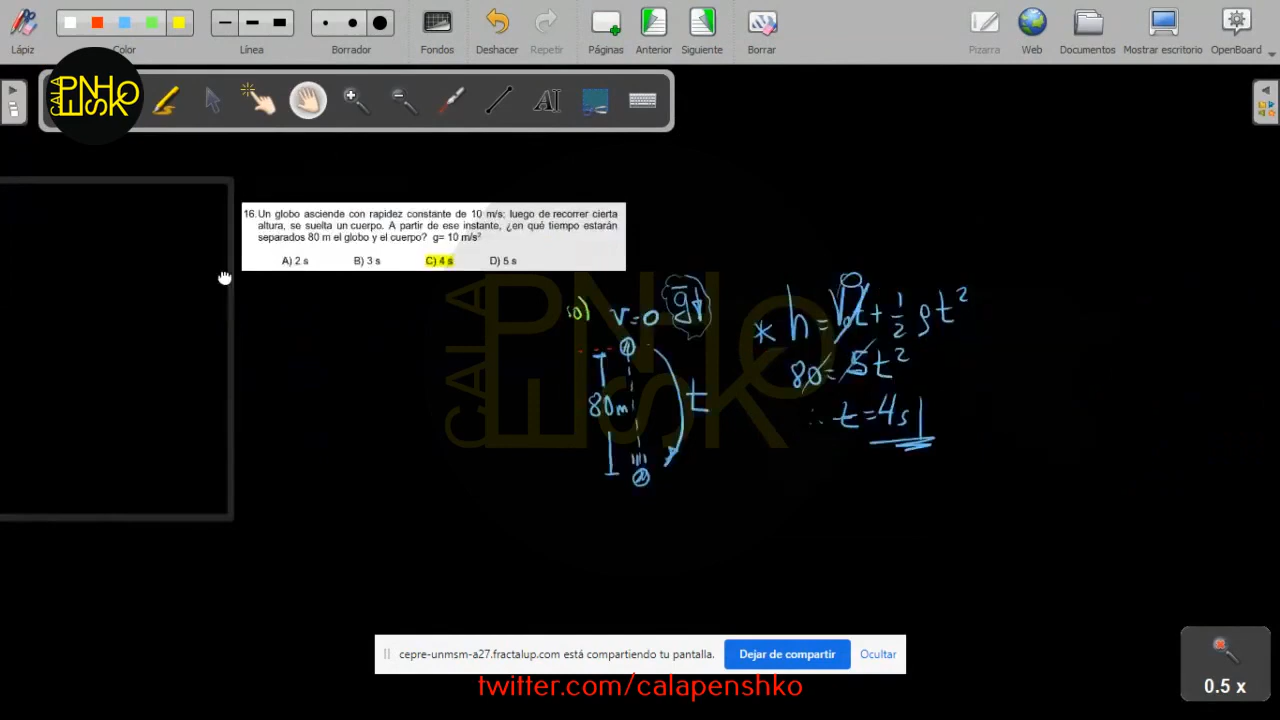 Lápiz
Color
Línea
Borrador
Fondos
Deshacer
Repetir
Páginas
Anterior
Siguiente
Borrar
Pizarra
Web
Documentos
Mostrar escritorio
OpenBoard
CALA
PENSHKO
16. Un globo asciende con rapidez constante de 10 m/s; luego de recorrer cierta
altura, se suelta un cuerpo. A partir de ese instante, ¿en qué tiempo estarán
separados 80 m el globo y el cuerpo? g= 10 m/s²
A) 2 s B) 3 s C) 4 s D) 5 s
v=0 g
80m t
* h = V₀t + 1/2 gt²
80 = 5t²
∴ t=4s
CALA
PENSHKO
cepre-unmsm-a27.fractalup.com está compartiendo tu pantalla.
Dejar de compartir
Ocultar
twitter.com/calapenshko
0.5 x